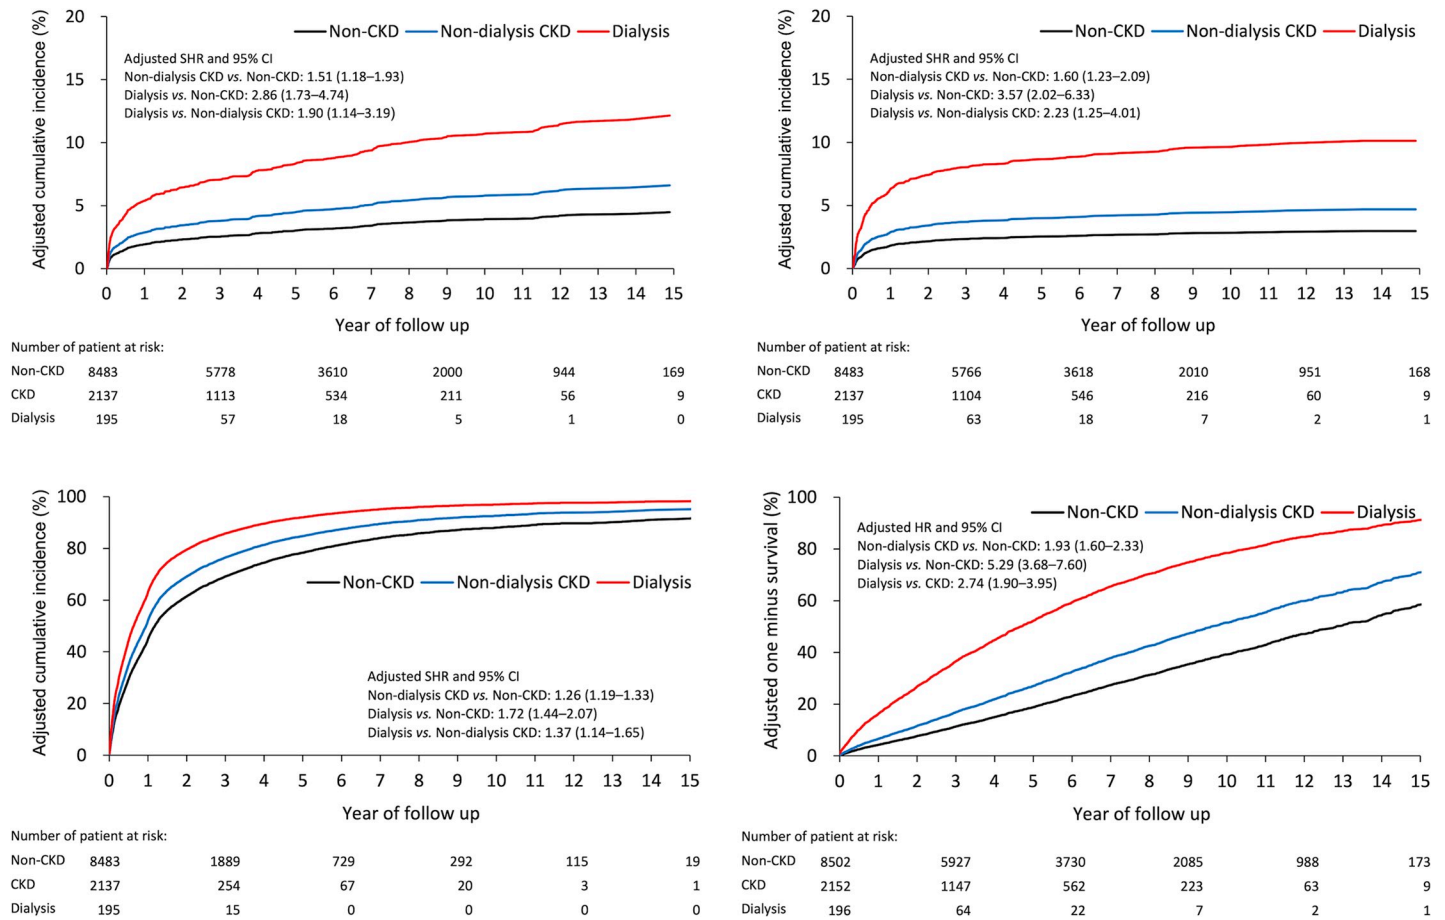 Adjusted cumulative incidence (%)
20
15
10
5
0
Non-CKD Non-dialysis CKD Dialysis
Adjusted SHR and 95% CI
Non-dialysis CKD vs. Non-CKD: 1.51 (1.18–1.93)
Dialysis vs. Non-CKD: 2.86 (1.73–4.74)
Dialysis vs. Non-dialysis CKD: 1.90 (1.14–3.19)
0 1 2 3 4 5 6 7 8 9 10 11 12 13 14 15
Year of follow up
Number of patient at risk:
Non-CKD 8483 5778 3610 2000 944 169
CKD 2137 1113 534 211 56 9
Dialysis 195 57 18 5 1 0
Adjusted cumulative incidence (%)
20
15
10
5
0
Non-CKD Non-dialysis CKD Dialysis
Adjusted SHR and 95% CI
Non-dialysis CKD vs. Non-CKD: 1.60 (1.23–2.09)
Dialysis vs. Non-CKD: 3.57 (2.02–6.33)
Dialysis vs. Non-dialysis CKD: 2.23 (1.25–4.01)
0 1 2 3 4 5 6 7 8 9 10 11 12 13 14 15
Year of follow up
Number of patient at risk:
Non-CKD 8483 5766 3618 2010 951 168
CKD 2137 1104 546 216 60 9
Dialysis 195 63 18 7 2 1
Adjusted cumulative incidence (%)
100
80
60
40
20
0
Non-CKD Non-dialysis CKD Dialysis
Adjusted SHR and 95% CI
Non-dialysis CKD vs. Non-CKD: 1.26 (1.19–1.33)
Dialysis vs. Non-CKD: 1.72 (1.44–2.07)
Dialysis vs. Non-dialysis CKD: 1.37 (1.14–1.65)
0 1 2 3 4 5 6 7 8 9 10 11 12 13 14 15
Year of follow up
Number of patient at risk:
Non-CKD 8483 1889 729 292 115 19
CKD 2137 254 67 20 3 1
Dialysis 195 15 0 0 0 0
Adjusted one minus survival (%)
100
80
60
40
20
0
Non-CKD Non-dialysis CKD Dialysis
Adjusted HR and 95% CI
Non-dialysis CKD vs. Non-CKD: 1.93 (1.60–2.33)
Dialysis vs. Non-CKD: 5.29 (3.68–7.60)
Dialysis vs. CKD: 2.74 (1.90–3.95)
0 1 2 3 4 5 6 7 8 9 10 11 12 13 14 15
Year of follow up
Number of patient at risk:
Non-CKD 8502 5927 3730 2085 988 173
CKD 2152 1147 562 223 63 9
Dialysis 196 64 22 7 2 1